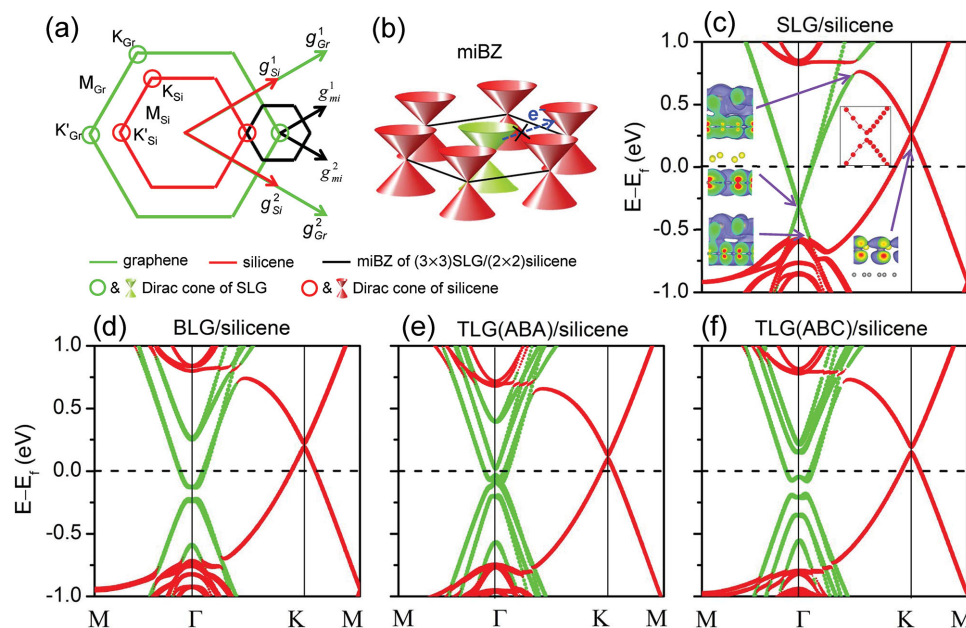 (a)
K_Gr
M_Gr
K'_Gr
K_Si
M_Si
K'_Si
g^1_Gr
g^1_Si
g^1_mi
g^2_mi
g^2_Si
g^2_Gr
(b)
miBZ
e
graphene
silicene
miBZ of (3×3)SLG/(2×2)silicene
& Dirac cone of SLG
& Dirac cone of silicene
(c)
SLG/silicene
E−E_f (eV)
1.0
0.5
0.0
-0.5
-1.0
(d)
BLG/silicene
E−E_f (eV)
1.0
0.5
0.0
-0.5
-1.0
M Γ K M
(e)
TLG(ABA)/silicene
M Γ K M
(f)
TLG(ABC)/silicene
M Γ K M